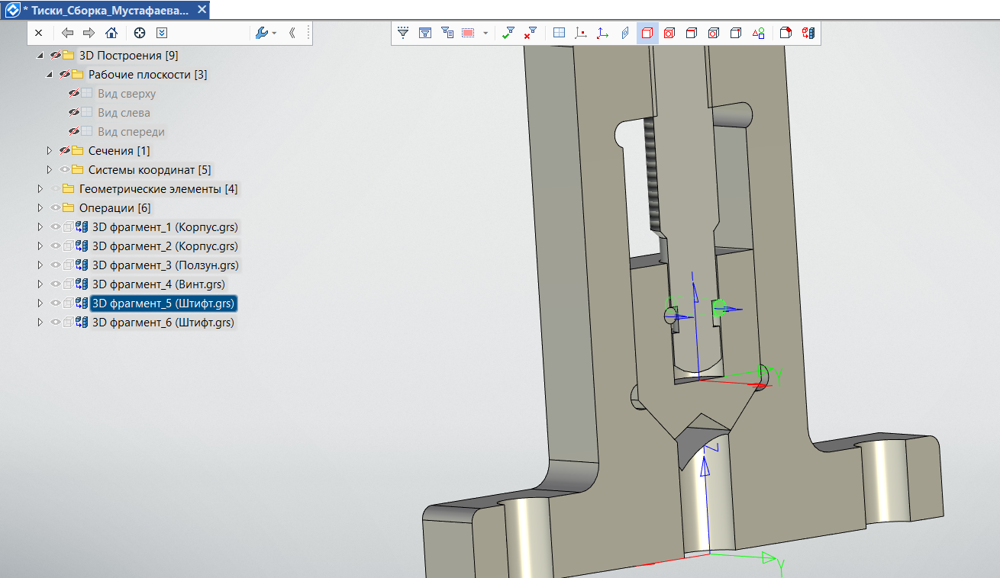 * Тиски_Сборка_Мустафаева...
3D Построения [9]
Рабочие плоскости [3]
Вид сверху
Вид слева
Вид спереди
Сечения [1]
Системы координат [5]
Геометрические элементы [4]
Операции [6]
3D фрагмент_1 (Корпус.grs)
3D фрагмент_2 (Корпус.grs)
3D фрагмент_3 (Ползун.grs)
3D фрагмент_4 (Винт.grs)
3D фрагмент_5 (Штифт.grs)
3D фрагмент_6 (Штифт.grs)
Y
Z
Y